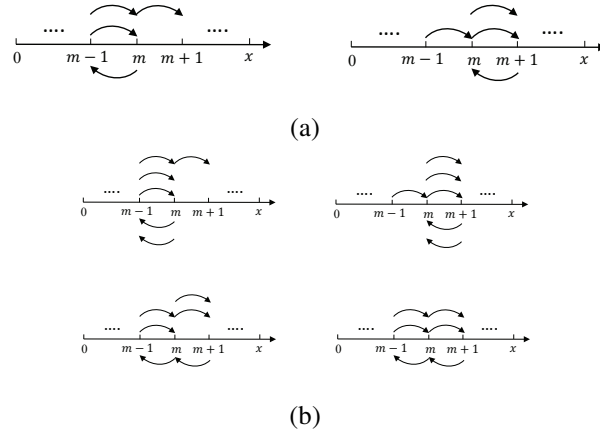 .... ....
0 m − 1 m m + 1 x
.... ....
0 m − 1 m m + 1 x
(a)
.... ....
0 m − 1 m m + 1 x
.... ....
0 m − 1 m m + 1 x
.... ....
0 m − 1 m m + 1 x
.... ....
0 m − 1 m m + 1 x
(b)